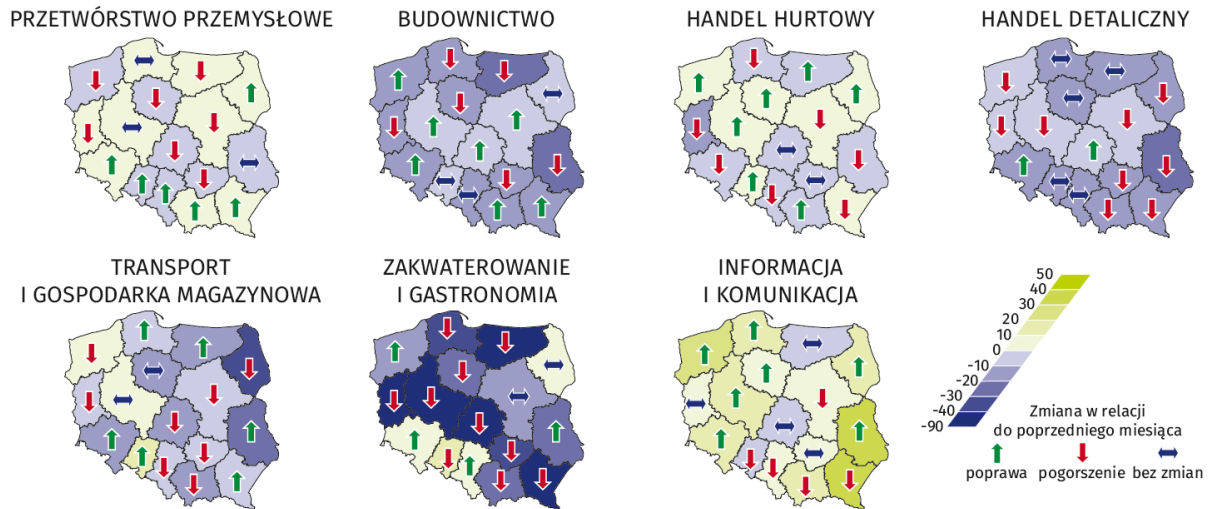 PRZETWÓRSTWO PRZEMYSŁOWE
BUDOWNICTWO
HANDEL HURTOWY
HANDEL DETALICZNY
TRANSPORT
I GOSPODARKA MAGAZYNOWA
ZAKWATEROWANIE
I GASTRONOMIA
INFORMACJA
I KOMUNIKACJA
50
40
30
20
10
0
-10
-20
-30
-40
-90
Zmiana w relacji
do poprzedniego miesiąca
poprawa pogorszenie bez zmian